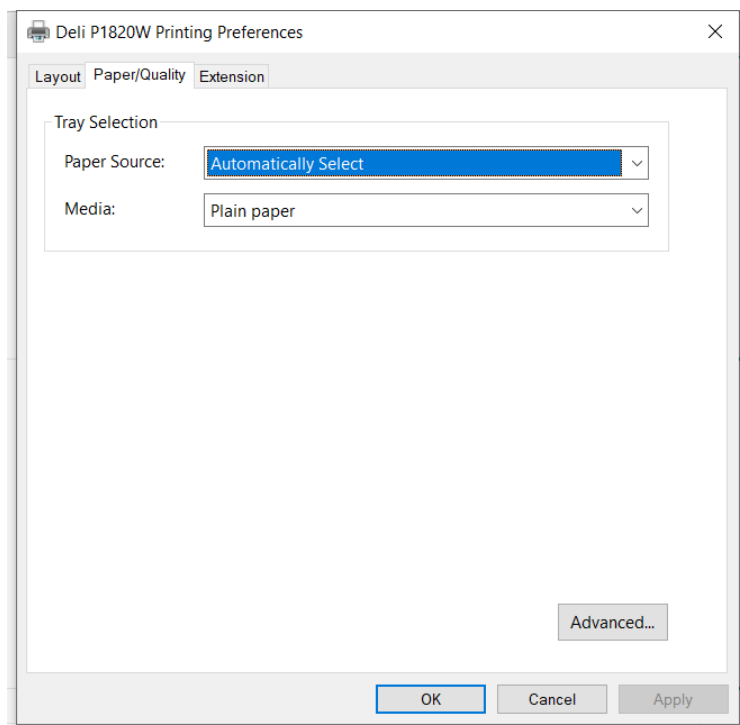 Deli P1820W Printing Preferences
Layout Paper/Quality Extension
Tray Selection
Paper Source: Automatically Select
Media: Plain paper
Advanced...
OK Cancel Apply